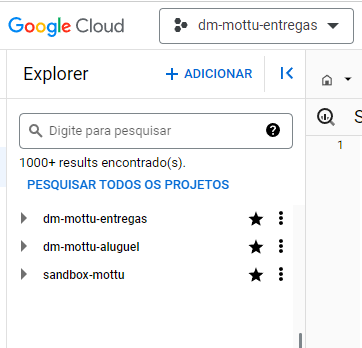 Google Cloud
dm-mottu-entregas
Explorer
+ ADICIONAR
Digite para pesquisar
1000+ results encontrado(s).
PESQUISAR TODOS OS PROJETOS
dm-mottu-entregas
dm-mottu-aluguel
sandbox-mottu
S
1